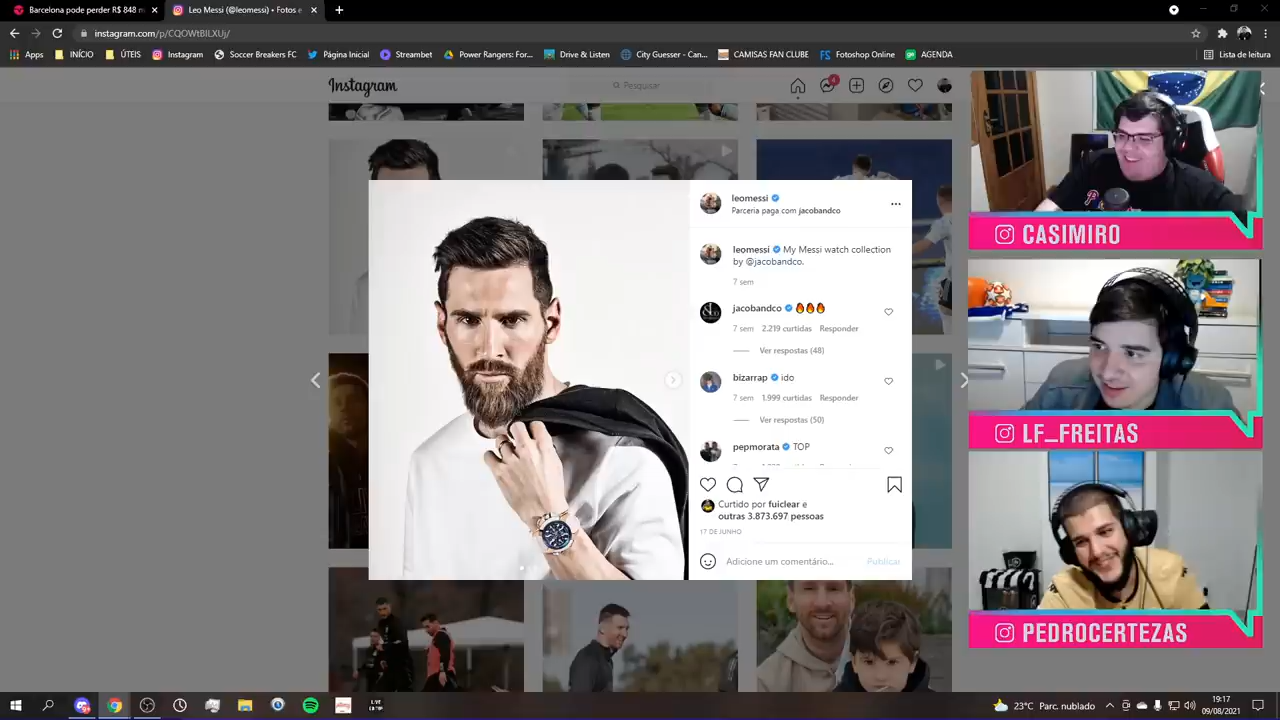 Barcelona pode perder R$ 848 m
Leo Messi (@leomessi) • Fotos e
instagram.com/p/CQOWtBILXUj/
Apps
INÍCIO
ÚTEIS
Instagram
Soccer Breakers FC
Página Inicial
Streambet
Power Rangers: For...
Drive & Listen
City Guesser - Can...
CAMISAS FAN CLUBE
Fotoshop Online
AGENDA
Lista de leitura
Instagram
Pesquisar
4
leomessi
Parceria paga com jacobandco
leomessi My Messi watch collection
by @jacobandco.
7 sem
jacobandco 🔥🔥🔥
7 sem 2.219 curtidas Responder
Ver respostas (48)
bizarrap ido
7 sem 1.999 curtidas Responder
Ver respostas (50)
pepmorata TOP
Curtido por fuiclear e
outras 3.873.697 pessoas
17 DE JUNHO
Adicione um comentário...
Publicar
CASIMIRO
LF_FREITAS
PEDROCERTEZAS
23°C Parc. nublado
19:17
09/08/2021